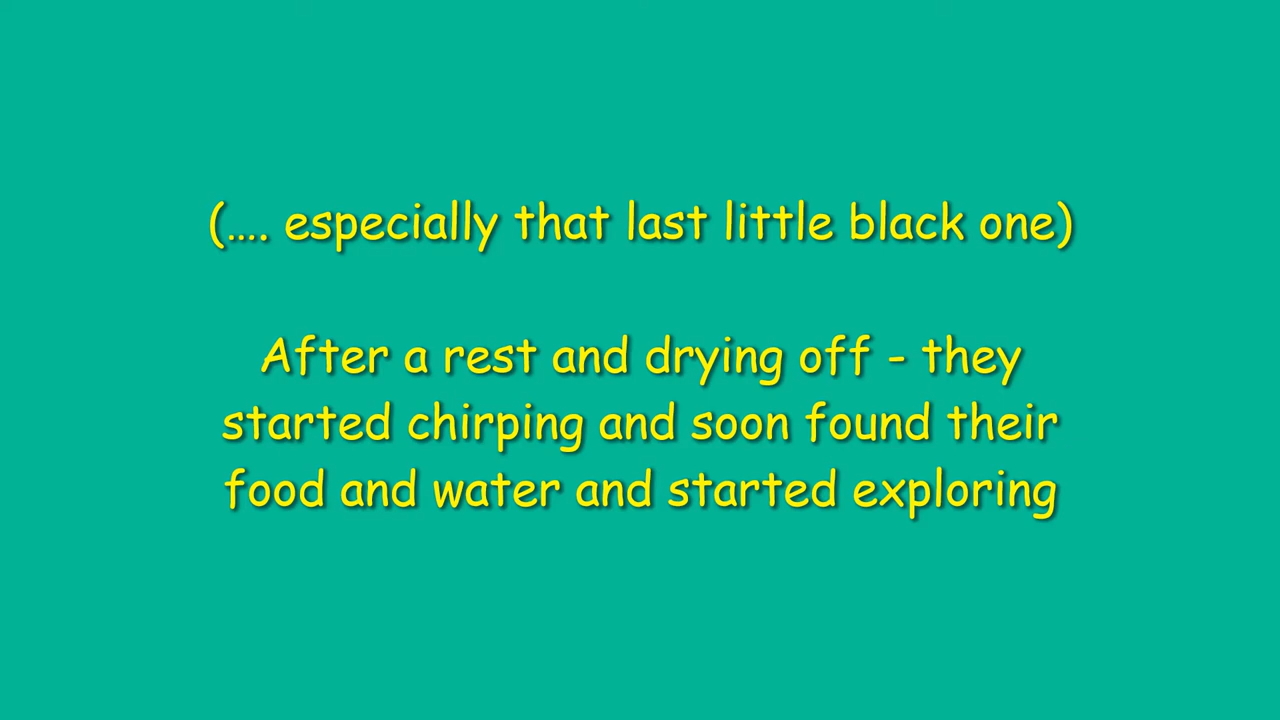 (.... especially that last little black one)
After a rest and drying off - they
started chirping and soon found their
food and water and started exploring